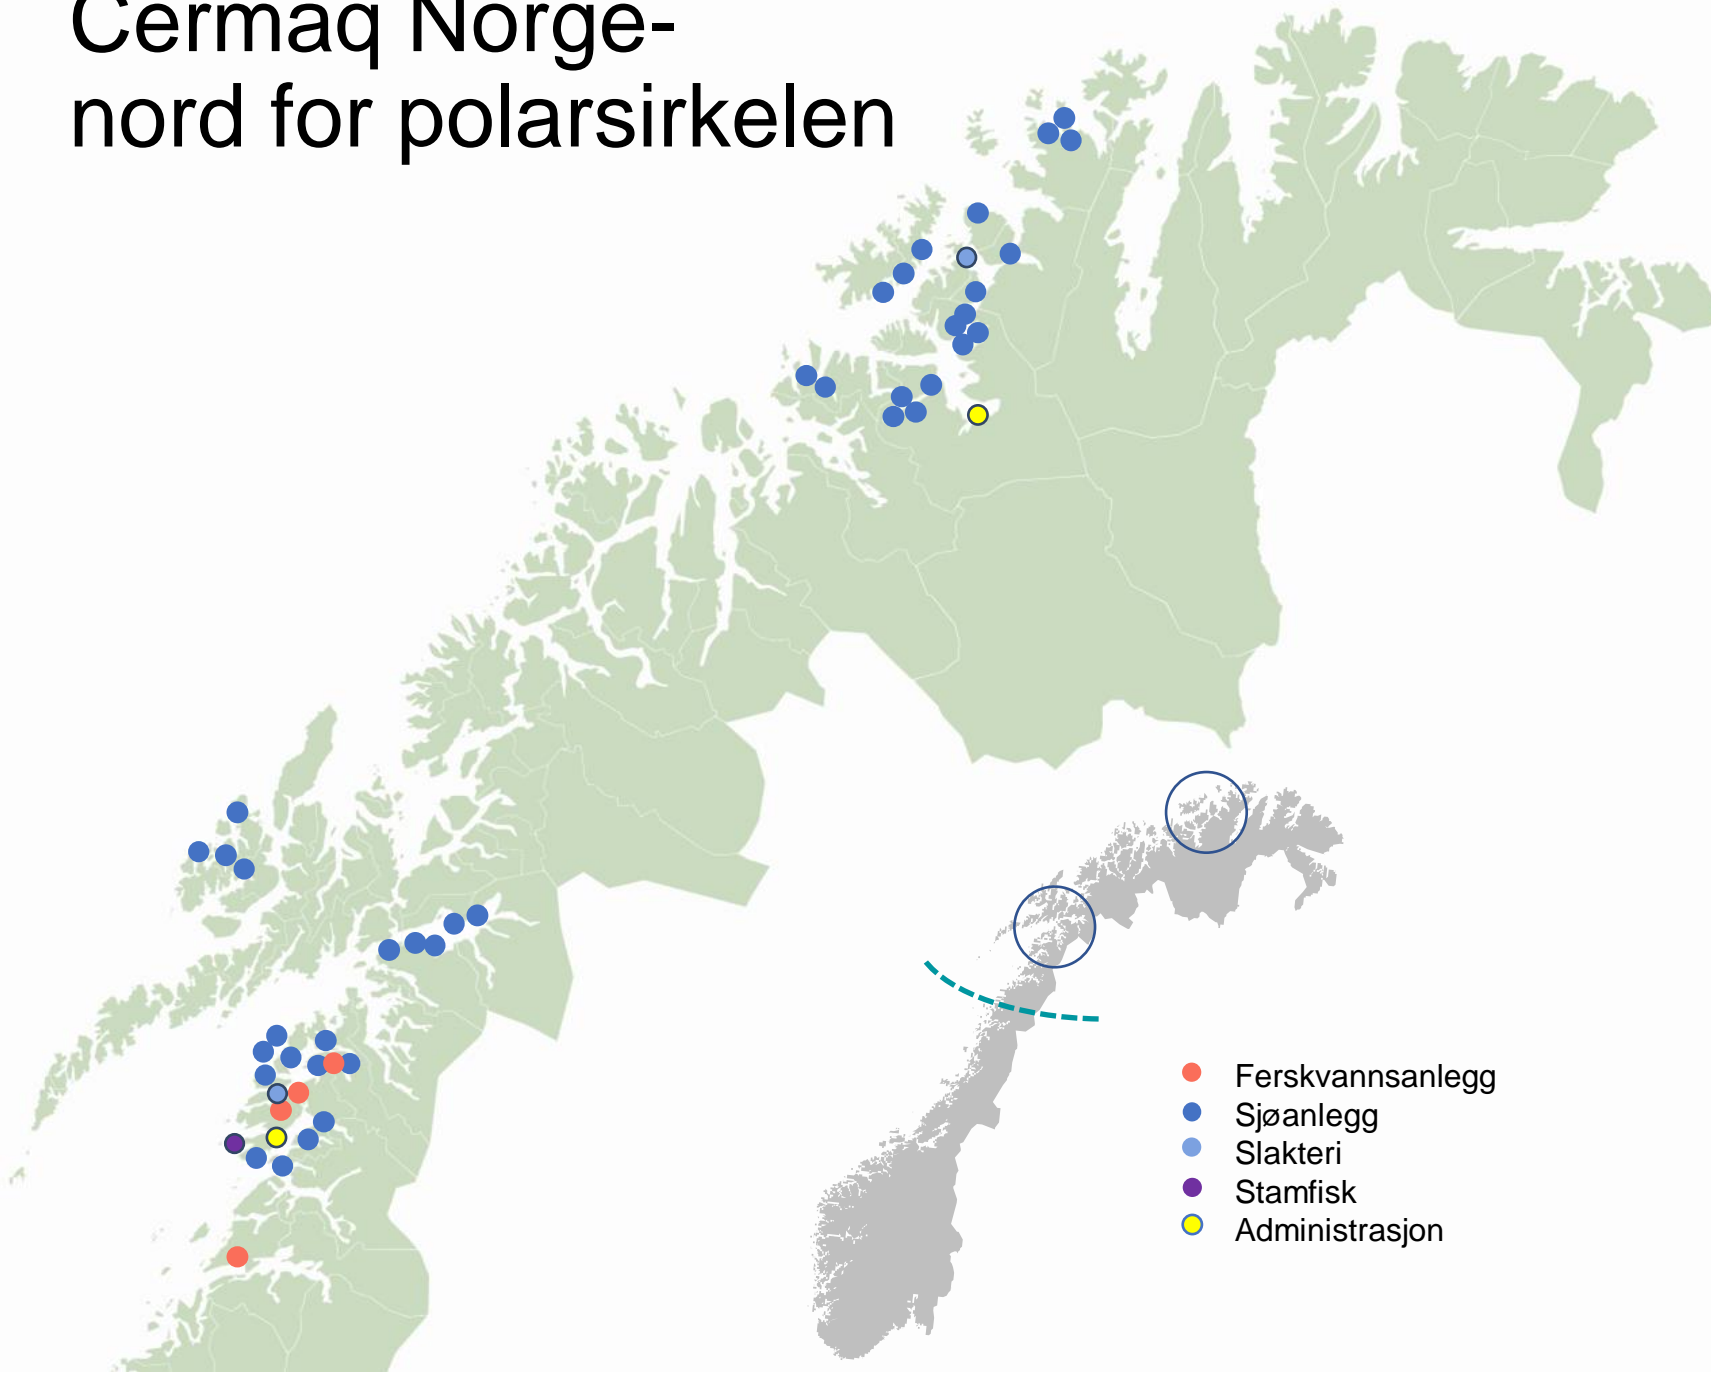 Cermaq Norge-
nord for polarsirkelen
Ferskvannsanlegg
Sjøanlegg
Slakteri
Stamfisk
Administrasjon